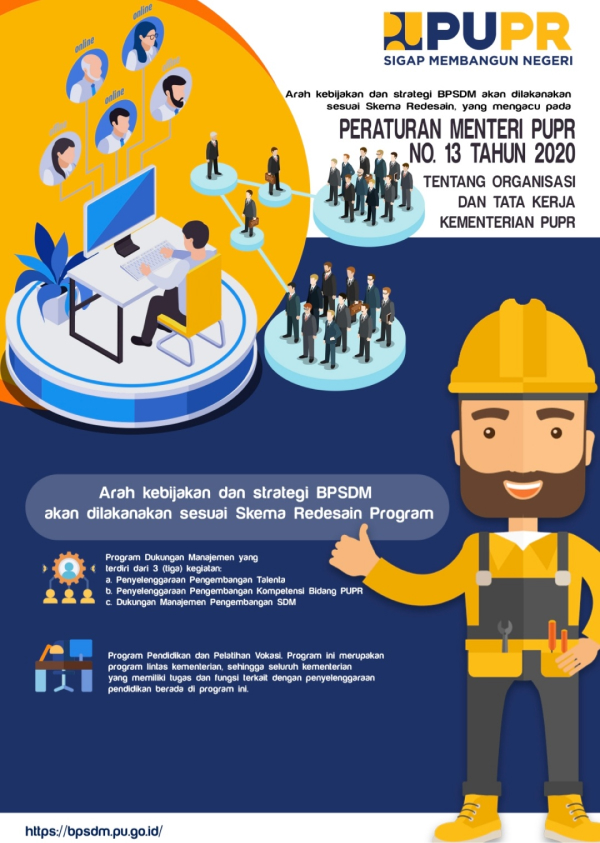 online
online
online
online
online
PUPR
SIGAP MEMBANGUN NEGERI
Arah kebijakan dan strategi BPSDM akan dilakanakan
sesuai Skema Redesain, yang mengacu pada
PERATURAN MENTERI PUPR
NO. 13 TAHUN 2020
TENTANG ORGANISASI
DAN TATA KERJA
KEMENTERIAN PUPR
Arah kebijakan dan strategi BPSDM
akan dilakanakan sesuai Skema Redesain Program
Program Dukungan Manajemen yang
terdiri dari 3 (tiga) kegiatan:
a. Penyelenggaraan Pengembangan Talenta
b. Penyelenggaraan Pengembangan Kompetensi Bidang PUPR
c. Dukungan Manajemen Pengembangan SDM
Program Pendidikan dan Pelatihan Vokasi. Program ini merupakan
program lintas kementerian, sehingga seluruh kementerian
yang memiliki tugas dan fungsi terkait dengan penyelenggaraan
pendidikan berada di program ini.
https://bpsdm.pu.go.id/